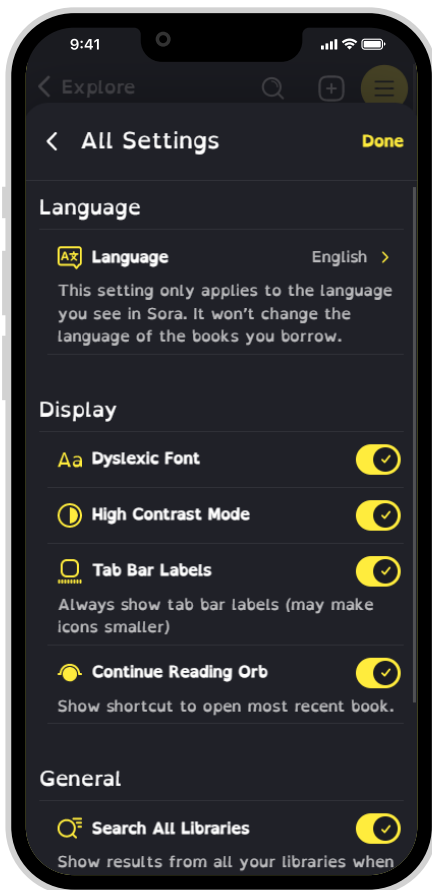 9:41
Explore
All Settings
Done
Language
Language
English
This setting only applies to the language
you see in Sora. It won't change the
language of the books you borrow.
Display
Aa Dyslexic Font
High Contrast Mode
Tab Bar Labels
Always show tab bar labels (may make
icons smaller)
Continue Reading Orb
Show shortcut to open most recent book.
General
Search All Libraries
Show results from all your libraries when